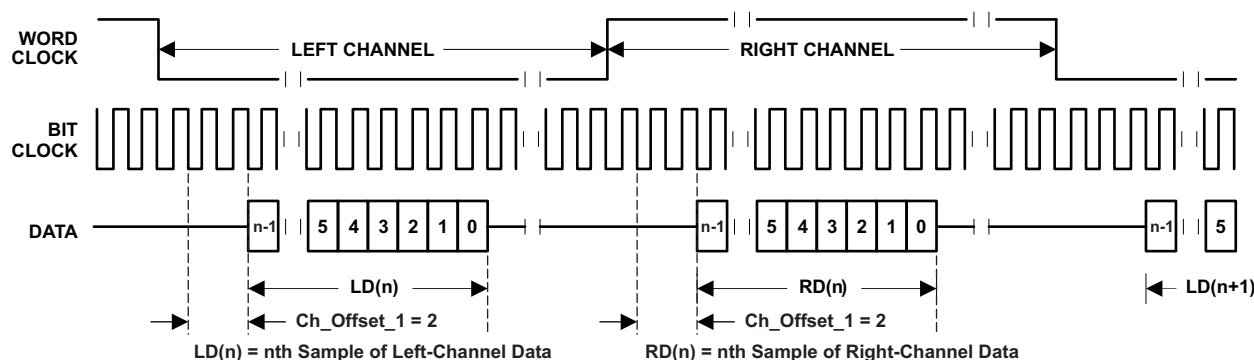 WORD
CLOCK
LEFT CHANNEL
RIGHT CHANNEL
BIT
CLOCK
DATA
n-1 5 4 3 2 1 0 n-1 5 4 3 2 1 0 n-1 5
LD(n)
RD(n)
LD(n+1)
Ch_Offset_1 = 2
Ch_Offset_1 = 2
LD(n) = nth Sample of Left-Channel Data
RD(n) = nth Sample of Right-Channel Data